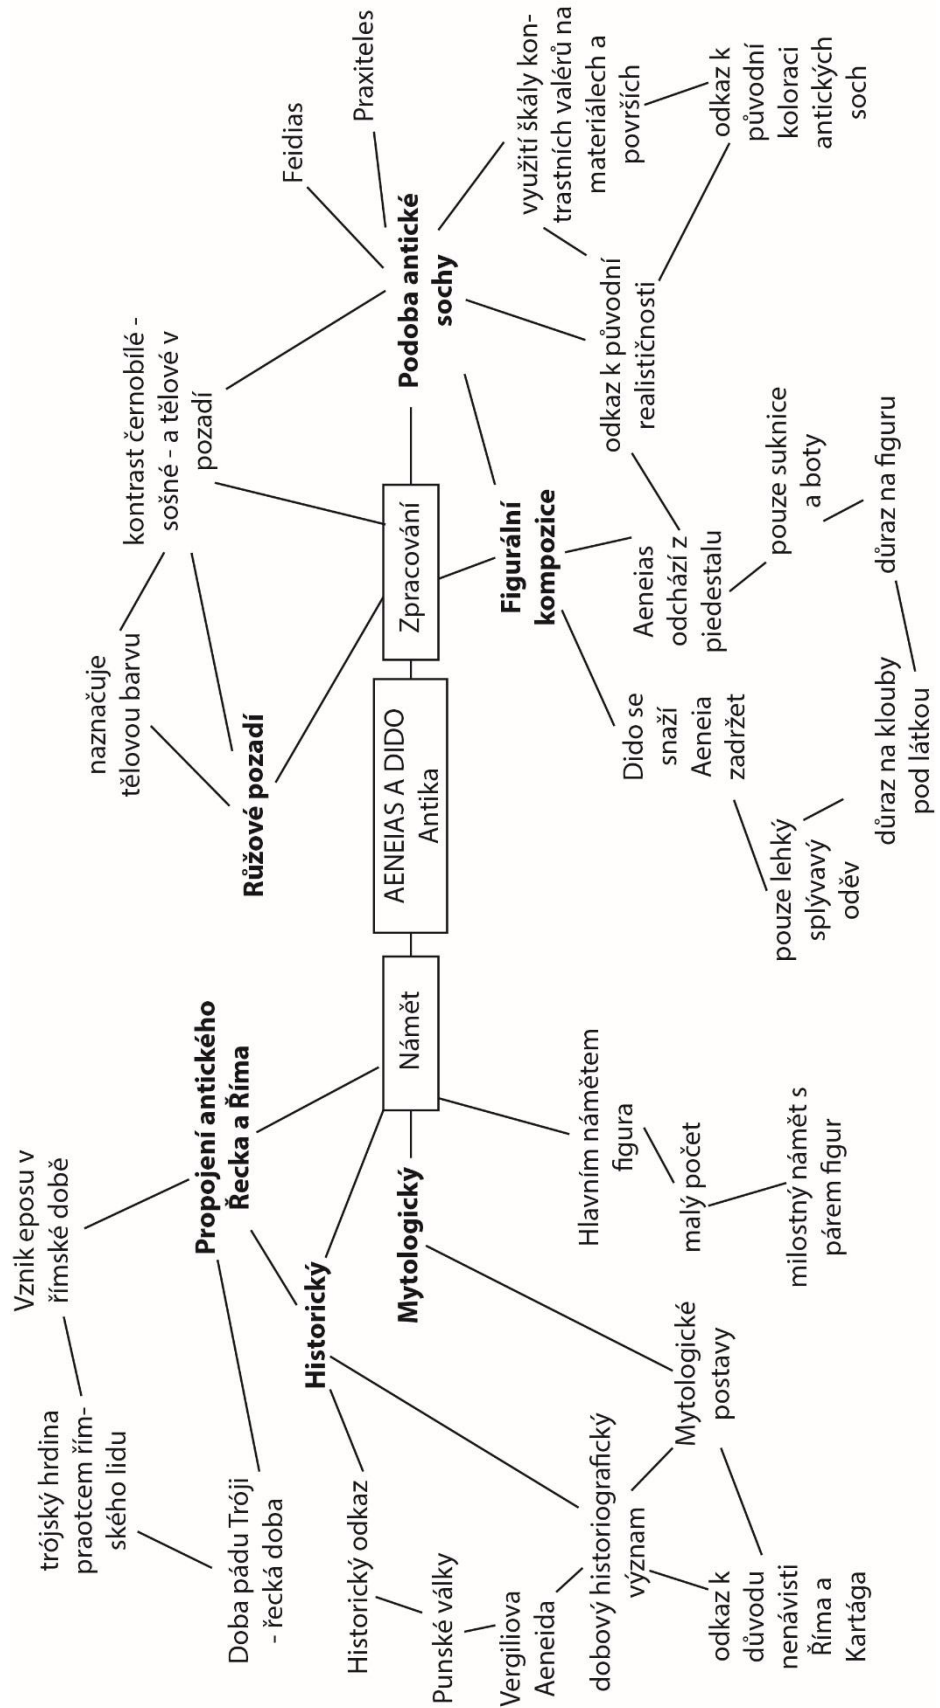 Vznik eposu v
římské době
trójský hrdina
praotcem řím-
ského lidu
Doba pádu Tróji
- řecká doba
Propojení antického
Řecka a Říma
Historický
Historický odkaz
Punské války
Vergiliova
Aeneida
dobový historiografický
význam
odkaz k
důvodu
nenávisti
Říma a
Kartága
Mytologické
postavy
Mytologický
Námět
Hlavním námětem
figura
malý počet
milostný námět s
párem figur
AENEIAS A DIDO
Antika
Zpracování
Růžové pozadí
naznačuje
tělovou barvu
kontrast černobílé -
sošné - a tělové v
pozadí
Podoba antické
sochy
Feidias
Praxiteles
využití škály kon-
trastních valérů na
materiálech a
površích
odkaz k
původní
koloraci
antických
soch
odkaz k původní
realističnosti
Figurální
kompozice
Aeneias
odchází z
piedestalu
pouze suknice
a boty
důraz na figuru
Dido se
snaží
Aeneia
zadržet
pouze lehký
splývavý
oděv
důraz na klouby
pod látkou